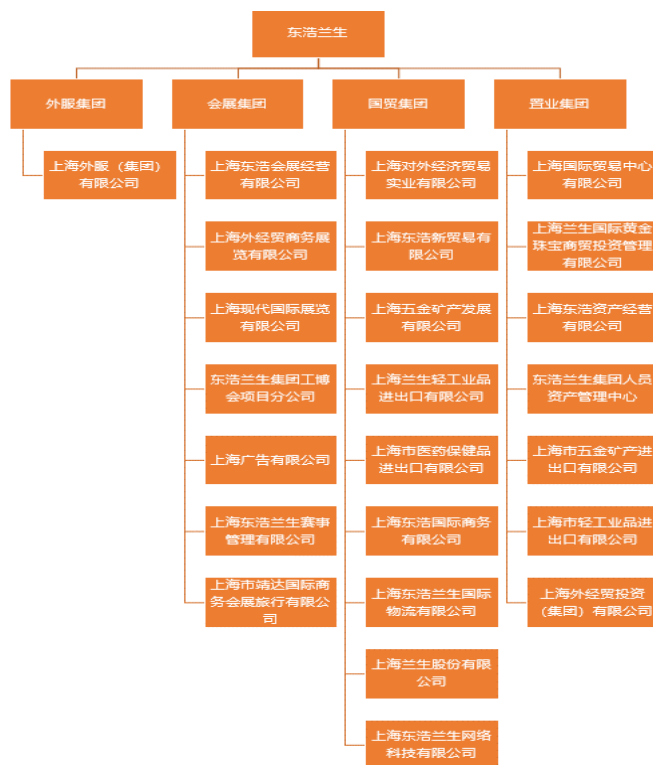 东浩兰生
外服集团
会展集团
国贸集团
置业集团
上海外服（集团）
有限公司
上海东浩会展经营
有限公司
上海外经贸商务展
览有限公司
上海现代国际展览
有限公司
东浩兰生集团工博
会项目分公司
上海广告有限公司
上海东浩兰生赛事
管理有限公司
上海市靖达国际商
务会展旅行有限公
司
上海对外经济贸易
实业有限公司
上海东浩新贸易有
限公司
上海五金矿产发展
有限公司
上海兰生轻工业品
进出口有限公司
上海市医药保健品
进出口有限公司
上海东浩国际商务
有限公司
上海东浩兰生国际
物流有限公司
上海兰生股份有限
公司
上海东浩兰生网络
科技有限公司
上海国际贸易中心
有限公司
上海兰生国际黄金
珠宝商贸投资管理
有限公司
上海东浩资产经营
有限公司
东浩兰生集团人员
资产管理中心
上海市五金矿产进
出口有限公司
上海市轻工业品进
出口有限公司
上海外经贸投资
（集团）有限公司